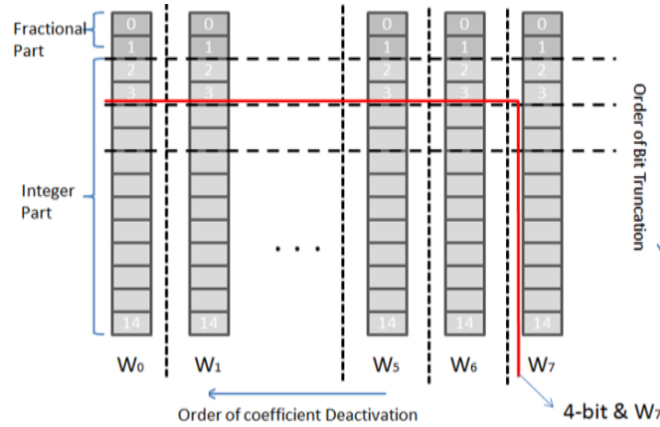 Fractional
Part
0 0 0 0 0
1 1 1 1 1
2 2 2 2 2
3 3 3 3 3
Integer
Part
Order of Bit Truncation
. . .
14 14 14 14 14
W0 W1 W5 W6 W7
Order of coefficient Deactivation
4-bit & W7